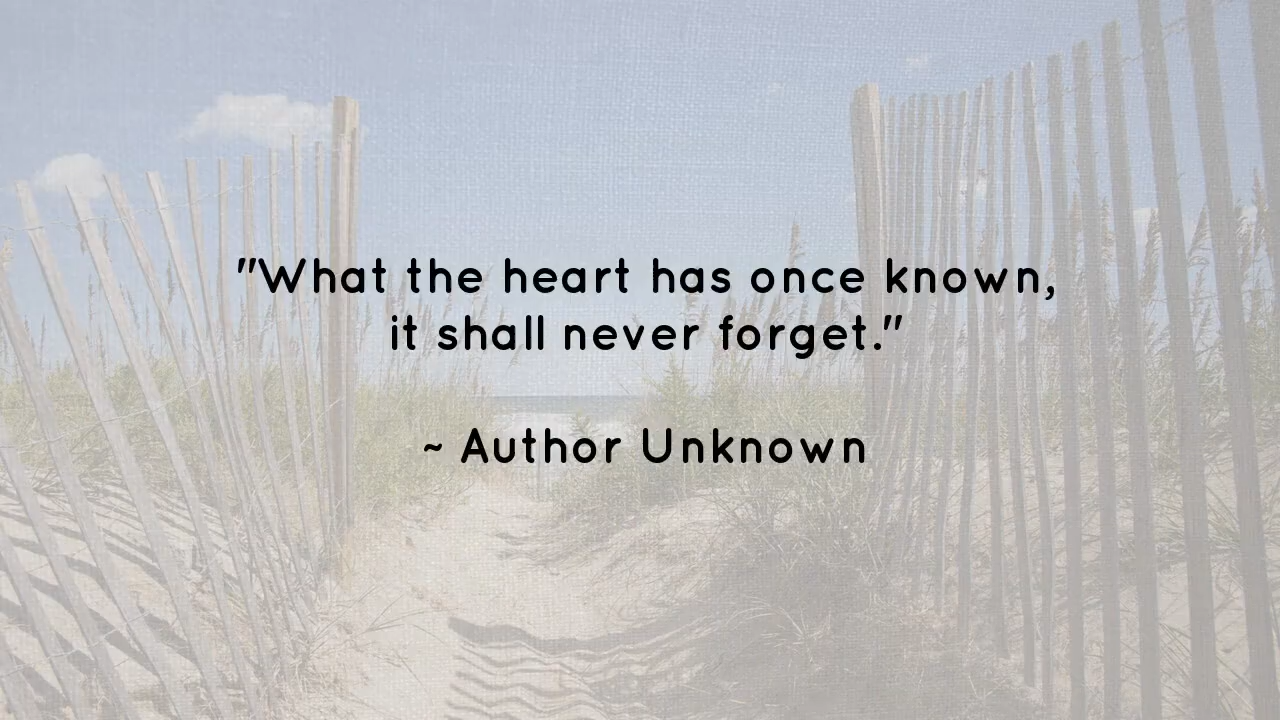 "What the heart has once known,
it shall never forget."
~ Author Unknown